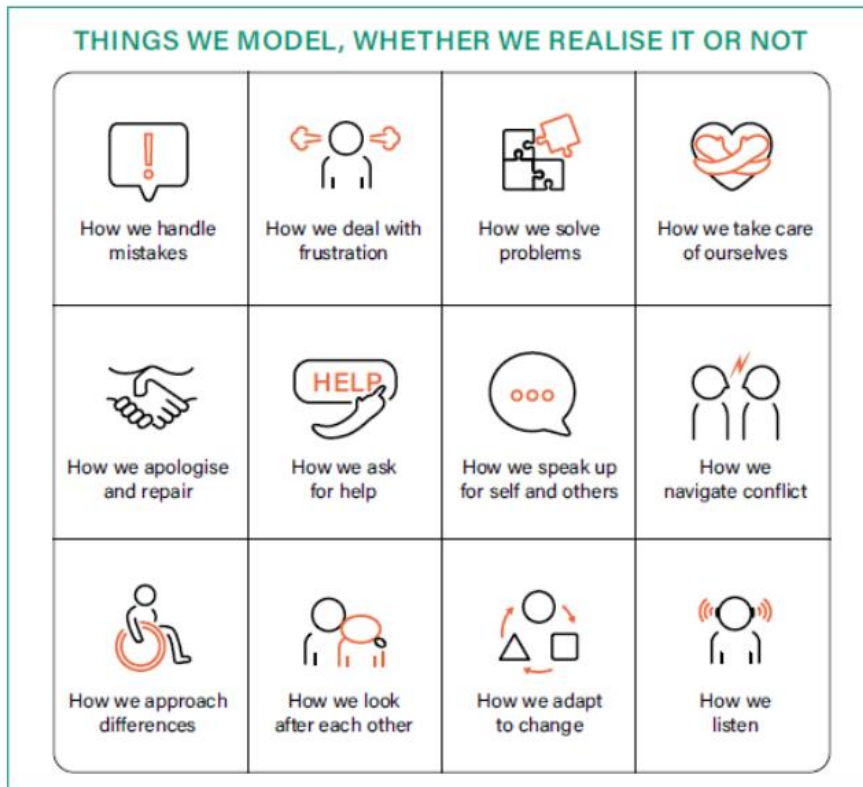 THINGS WE MODEL, WHETHER WE REALISE IT OR NOT
How we handle
mistakes
How we deal with
frustration
How we solve
problems
How we take care
of ourselves
How we apologise
and repair
HELP
How we ask
for help
How we speak up
for self and others
How we
navigate conflict
How we approach
differences
How we look
after each other
How we adapt
to change
How we
listen